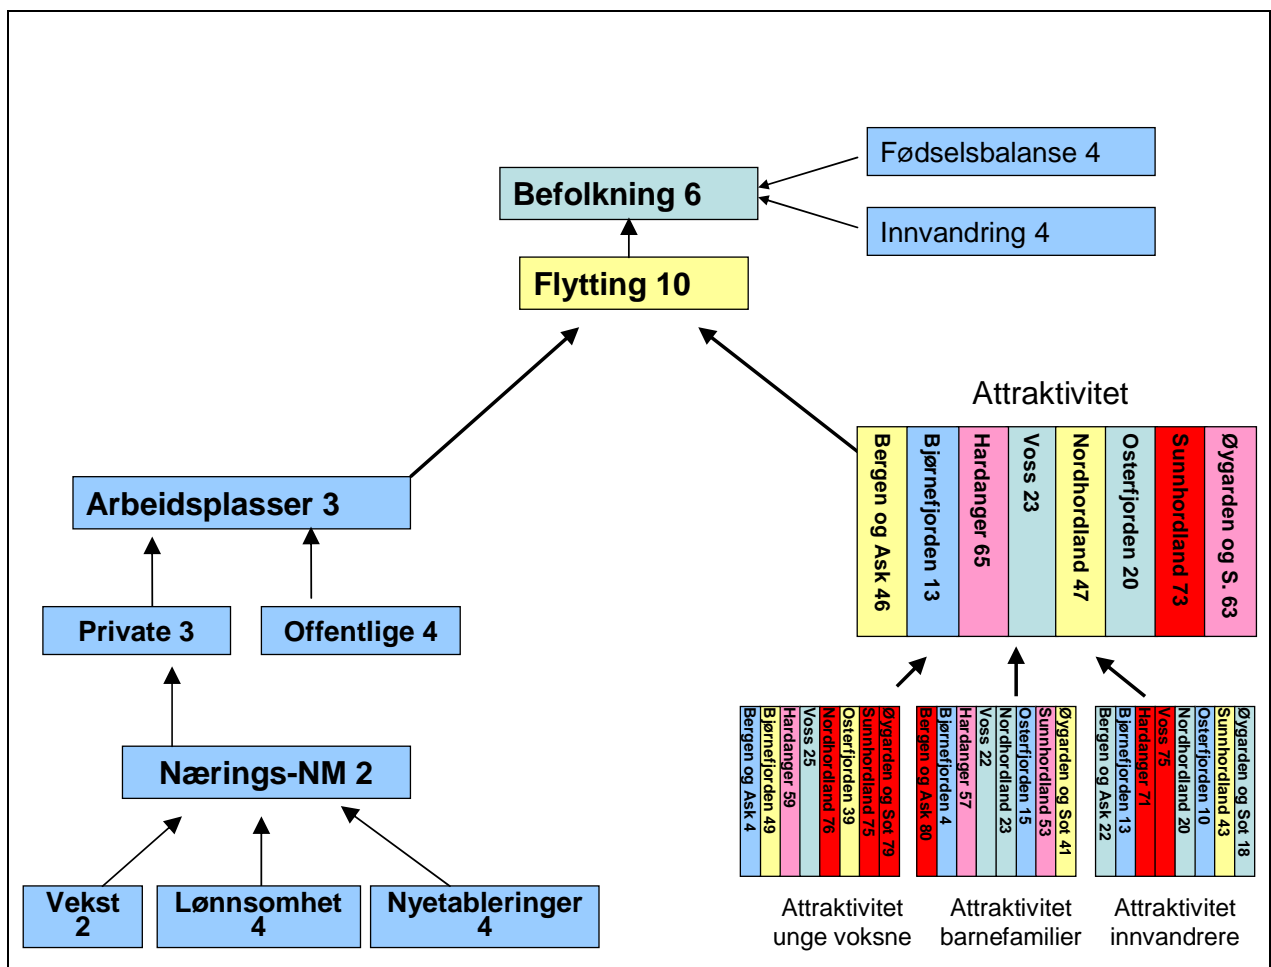 Fødselsbalanse 4
Befolkning 6
Innvandring 4
Flytting 10
Attraktivitet
Bergen og Ask 46
Bjørnefjorden 13
Hardanger 65
Voss 23
Nordhordland 47
Osterfjorden 20
Sunnhordland 73
Øygarden og S. 63
Arbeidsplasser 3
Private 3
Offentlige 4
Nærings-NM 2
Vekst
2
Lønnsomhet
4
Nyetableringer
4
Bergen og Ask 4
Bjørnefjorden 49
Hardanger 59
Voss 25
Nordhordland 76
Osterfjorden 39
Sunnhordland 75
Øygarden og Sot 79
Attraktivitet
unge voksne
Bergen og Ask 80
Bjørnefjorden 4
Hardanger 57
Voss 22
Nordhordland 23
Osterfjorden 15
Sunnhordland 53
Øygarden og Sot 41
Attraktivitet
barnefamilier
Bergen og Ask 22
Bjørnefjorden 13
Hardanger 71
Voss 75
Nordhordland 20
Osterfjorden 10
Sunnhordland 43
Øygarden og Sot 18
Attraktivitet
innvandrere